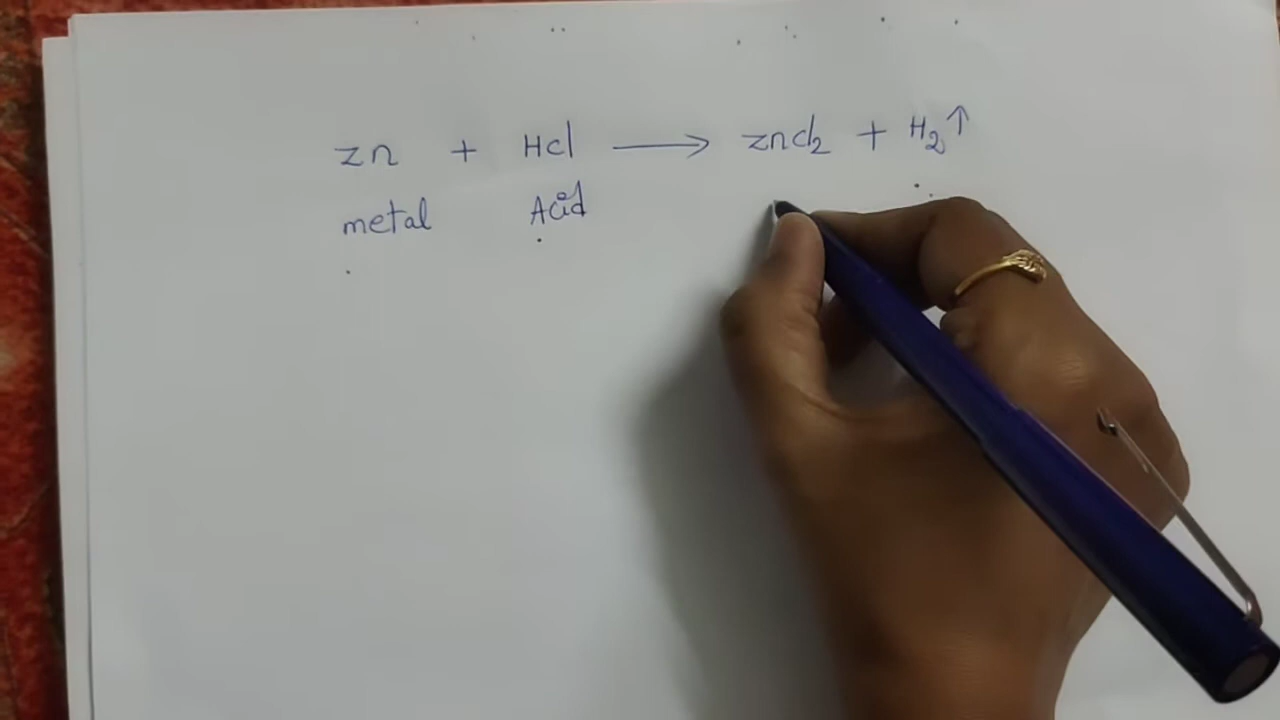 zn + Hcl ⟶ zncl₂ + H₂↑
metal Acid